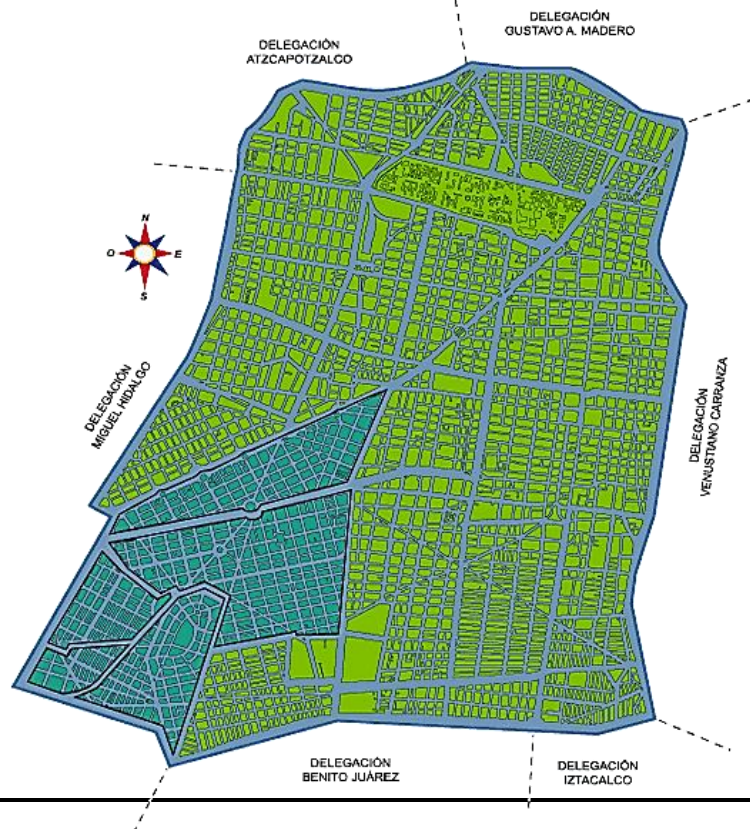 DELEGACIÓN
GUSTAVO A. MADERO
DELEGACIÓN
ATZCAPOTZALCO
N
O
E
S
DELEGACIÓN
MIGUEL HIDALGO
DELEGACIÓN
VENUSTIANO CARRANZA
DELEGACIÓN
BENITO JUÁREZ
DELEGACIÓN
IZTACALCO